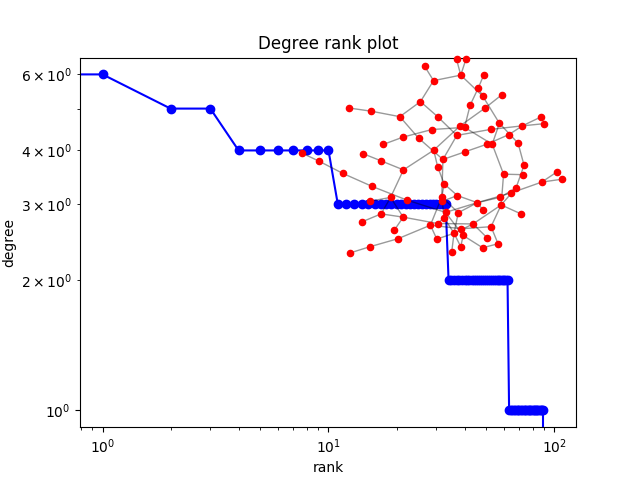 Degree rank plot
6 × 10⁰
4 × 10⁰
3 × 10⁰
2 × 10⁰
10⁰
degree
10⁰ 10¹ 10²
rank